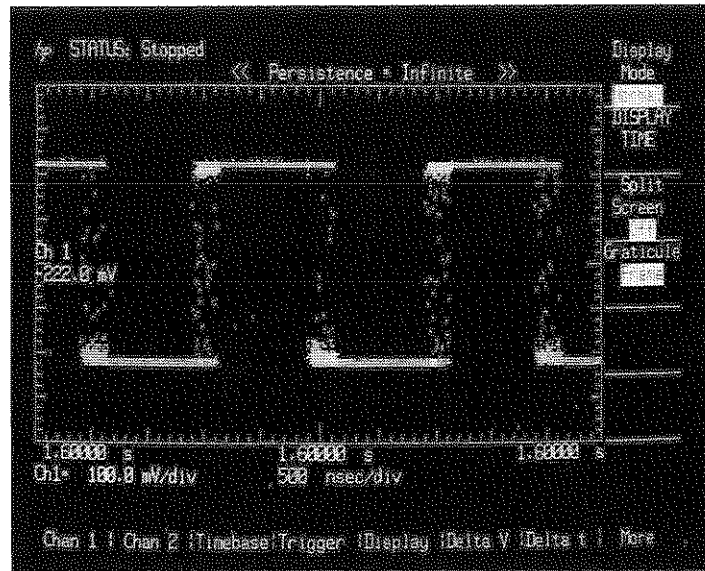 hp STATUS: Stopped
<< Persistence = Infinite >>
Display
Mode
DISPLAY
TIME
Split
Screen
Graticule
Ch 1
-222.0 mV
1.60000 s 1.60000 s 1.60000 s
Ch1= 100.0 mV/div 500 nsec/div
Chan 1 | Chan 2 | Timebase | Trigger | Display | Delta V | Delta t | More